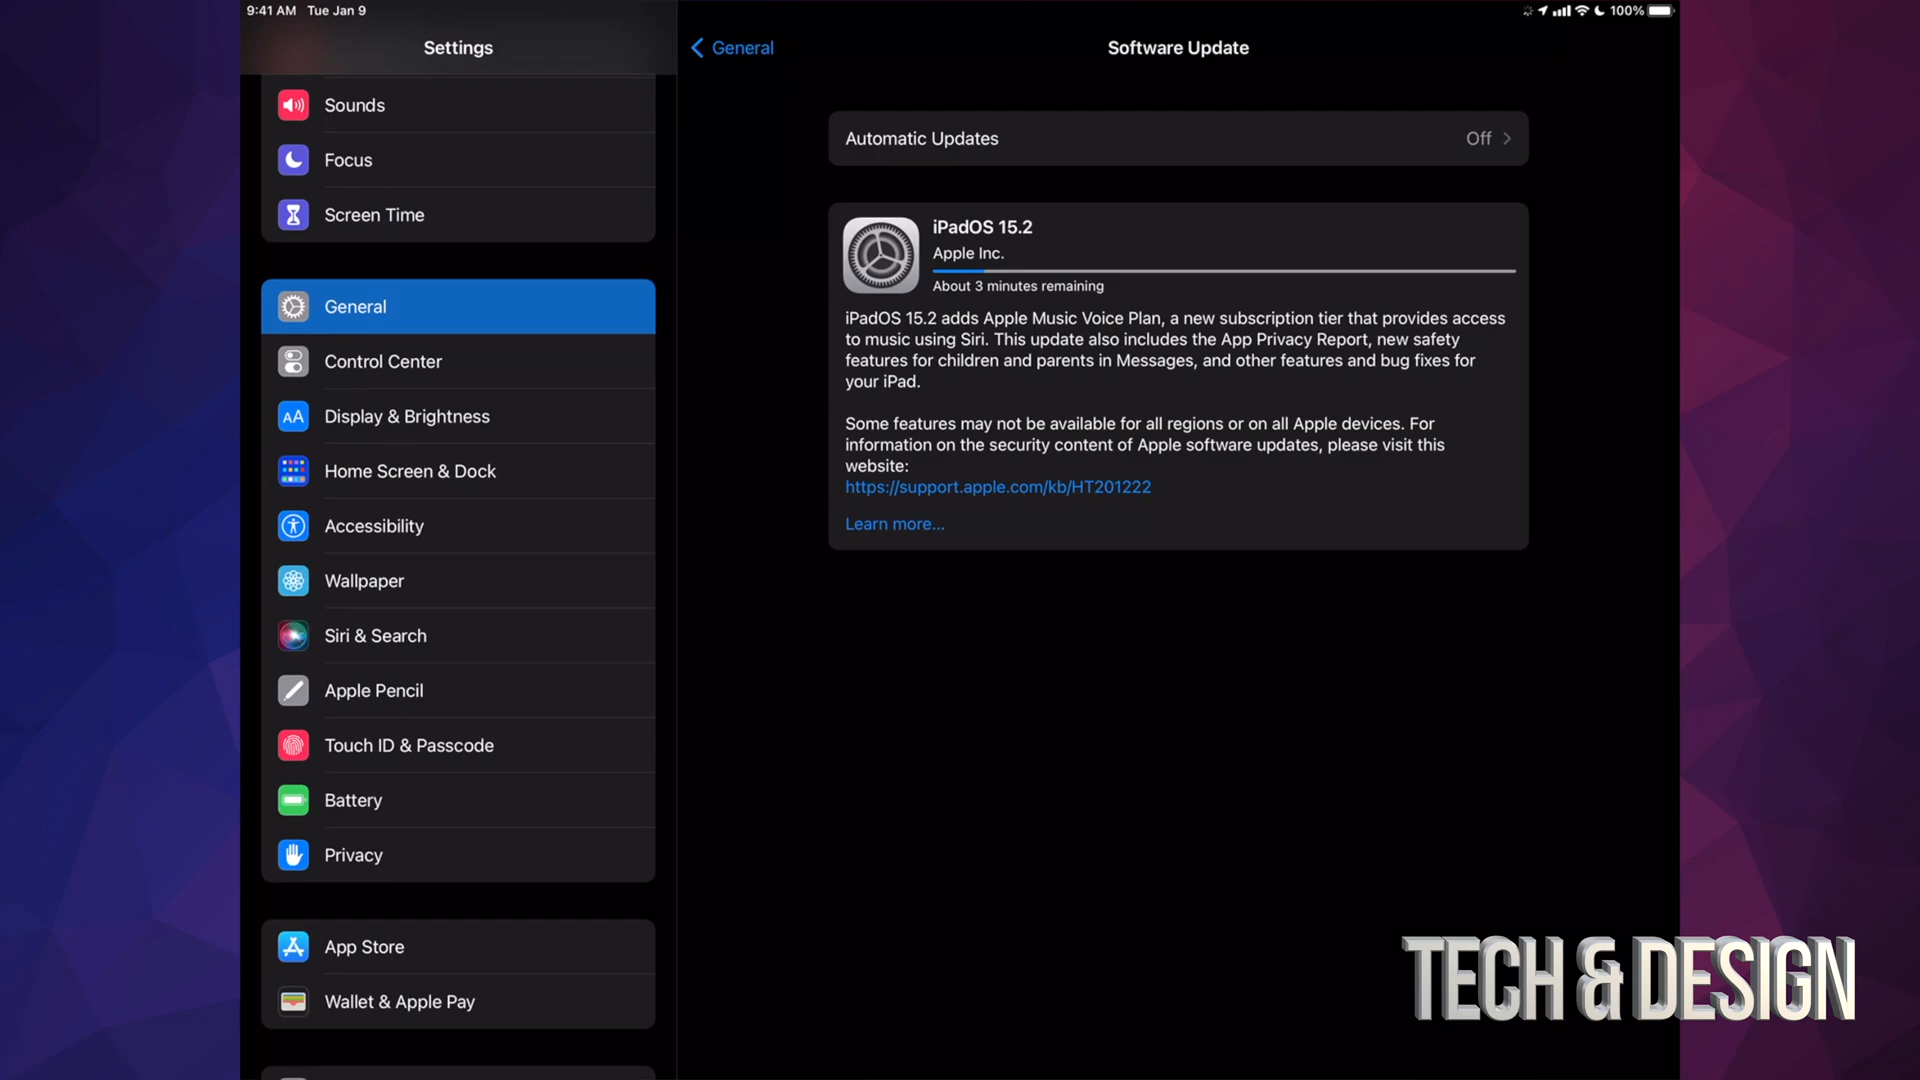 9:41 AM Tue Jan 9
100%
Settings
General
Software Update
Sounds
Focus
Screen Time
General
Control Center
AA
Display & Brightness
Home Screen & Dock
Accessibility
Wallpaper
Siri & Search
Apple Pencil
Touch ID & Passcode
Battery
Privacy
App Store
Wallet & Apple Pay
Automatic Updates
Off
iPadOS 15.2
Apple Inc.
About 3 minutes remaining
iPadOS 15.2 adds Apple Music Voice Plan, a new subscription tier that provides access
to music using Siri. This update also includes the App Privacy Report, new safety
features for children and parents in Messages, and other features and bug fixes for
your iPad.
Some features may not be available for all regions or on all Apple devices. For
information on the security content of Apple software updates, please visit this
website:
https://support.apple.com/kb/HT201222
Learn more...
TECH & DESIGN